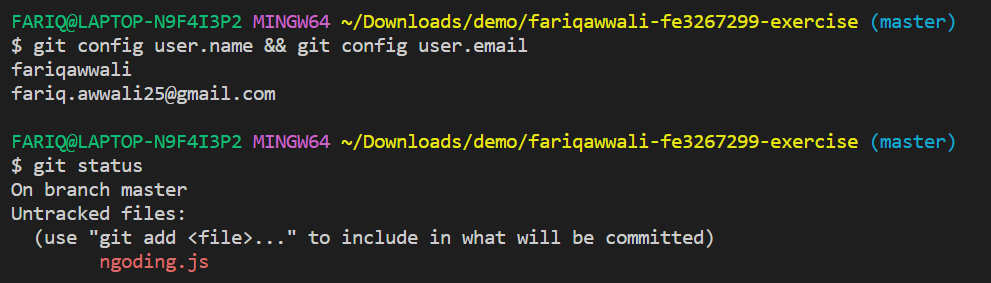 FARIQ@LAPTOP-N9F4I3P2 MINGW64 ~/Downloads/demo/fariqawwali-fe3267299-exercise (master)
$ git config user.name && git config user.email
fariqawwali
fariq.awwali25@gmail.com

FARIQ@LAPTOP-N9F4I3P2 MINGW64 ~/Downloads/demo/fariqawwali-fe3267299-exercise (master)
$ git status
On branch master
Untracked files:
  (use "git add <file>..." to include in what will be committed)
        ngoding.js